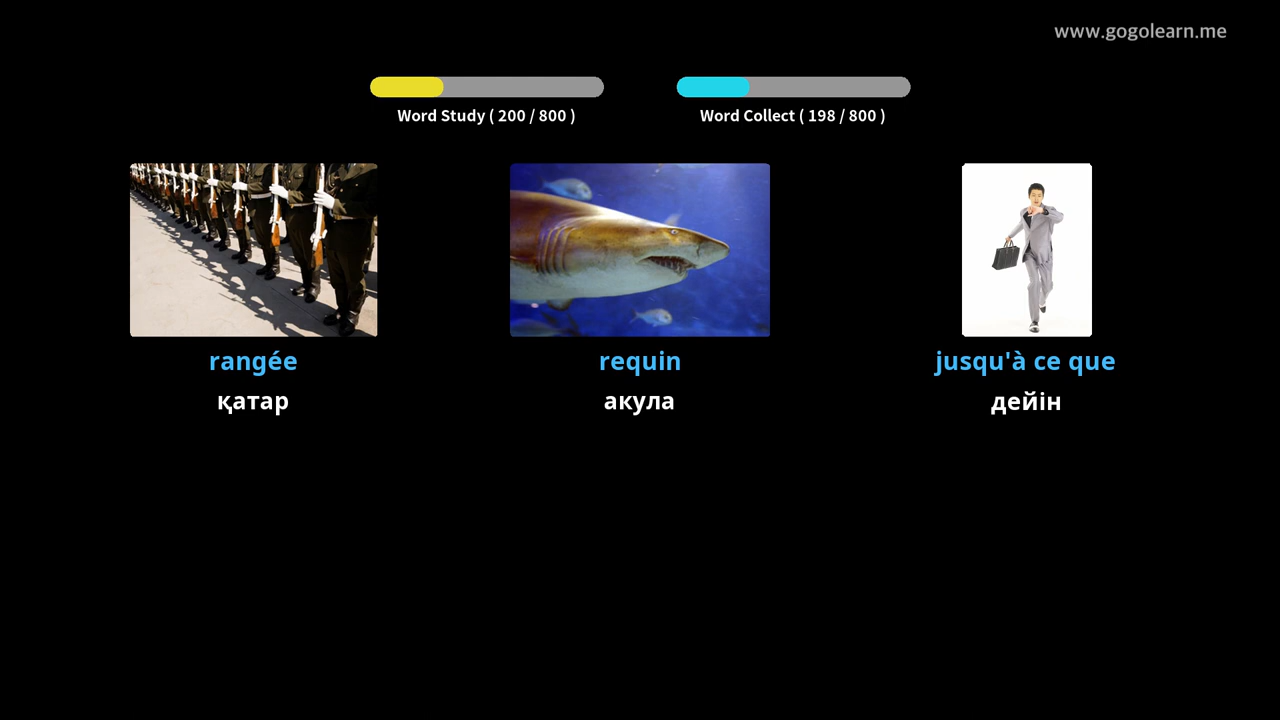 www.gogolearn.me
Word Study ( 200 / 800 )
Word Collect ( 198 / 800 )
rangée
requin
jusqu'à ce que
қатар
акула
дейін